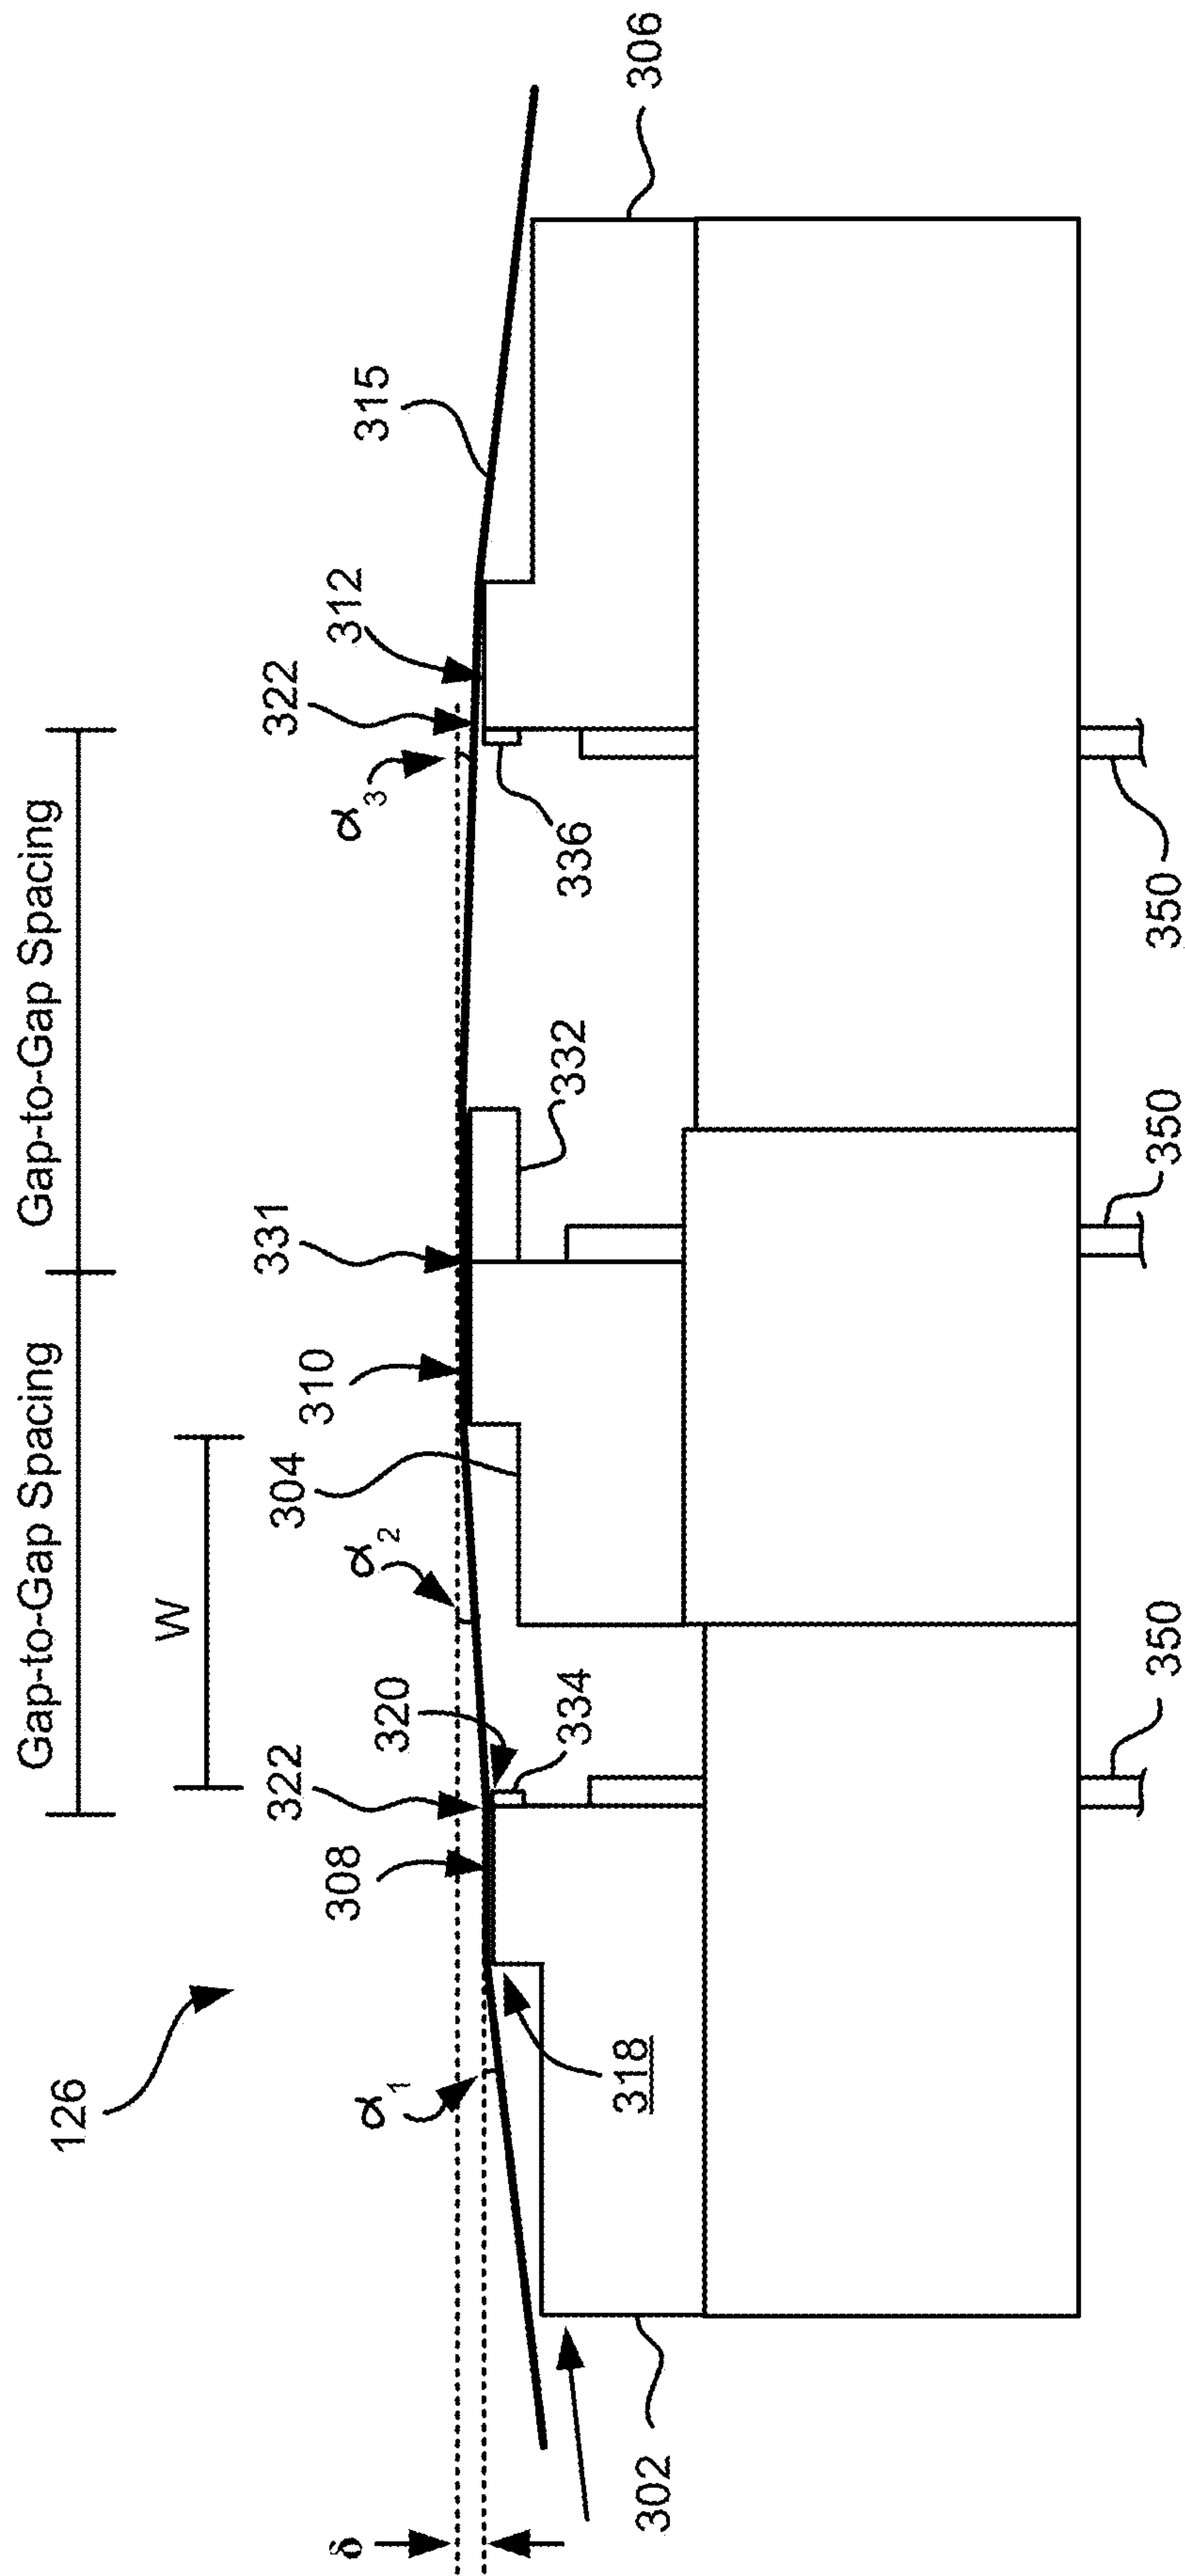 Gap-to-Gap Spacing
Gap-to-Gap Spacing
126
W
α1
308
322
320
334
α2
304
310
331
332
α3
322
336
312
315
δ
318
302
306
350
350
350